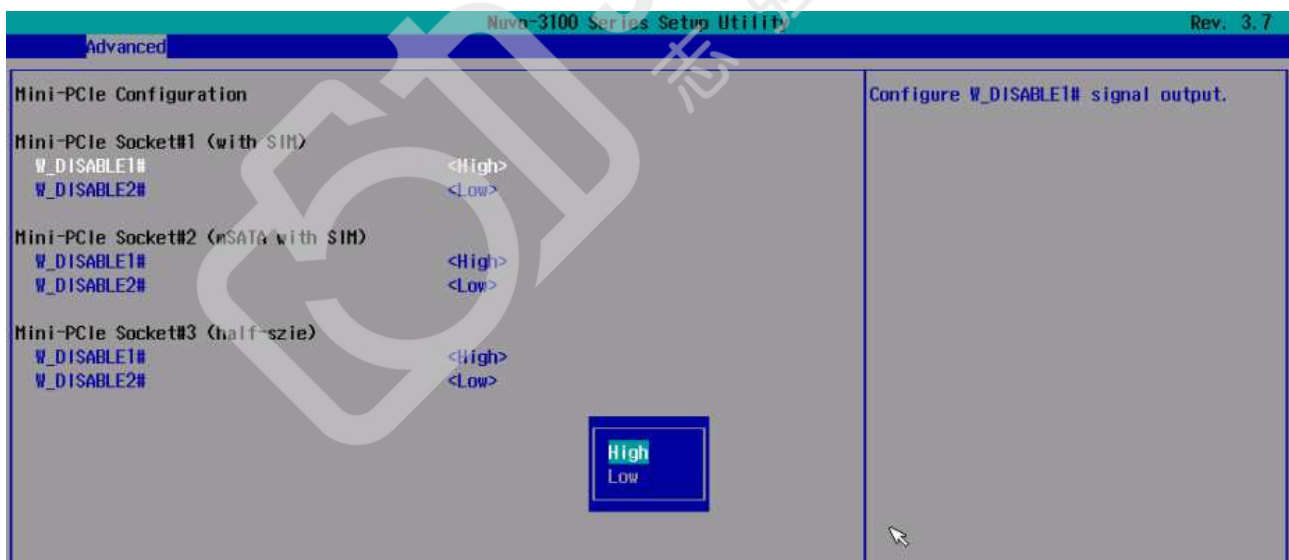 Nuvo-3100 Series Setup Utility
Rev. 3.7
Advanced
Mini-PCIe Configuration
Configure W_DISABLE1# signal output.
Mini-PCIe Socket#1 (with SIM)
W_DISABLE1# <High>
W_DISABLE2# <Low>
Mini-PCIe Socket#2 (mSATA with SIM)
W_DISABLE1# <High>
W_DISABLE2# <Low>
Mini-PCIe Socket#3 (half-szie)
W_DISABLE1# <High>
W_DISABLE2# <Low>
High
Low
志